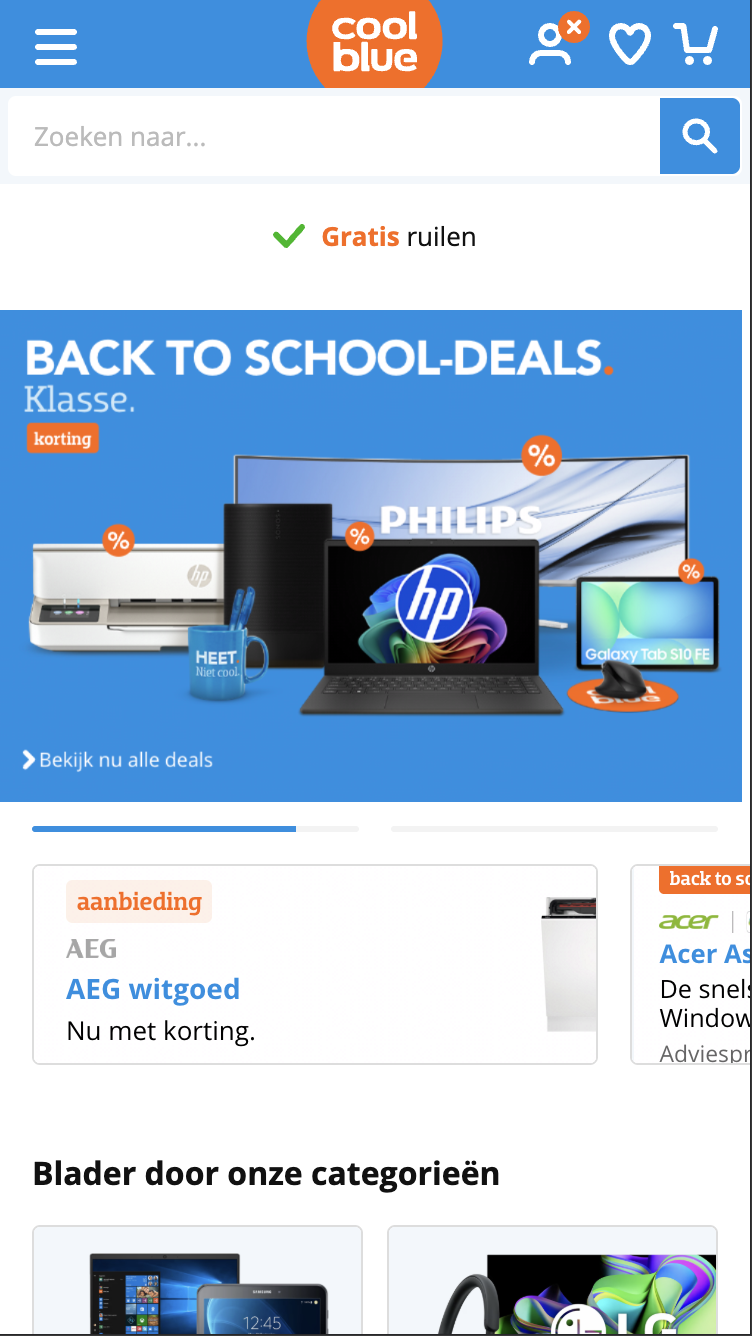 cool
blue
Zoeken naar...
Gratis ruilen
BACK TO SCHOOL-DEALS.
Klasse.
korting
%
PHILIPS
%
%
hp
hp
%
HEET
Niet cool.
Galaxy Tab S10 FE
Bekijk nu alle deals
aanbieding
AEG
AEG witgoed
Nu met korting.
back to sc
acer
Acer As
De snels
Window
Adviespr
Blader door onze categorieën
SAMSUNG
12:45
LG